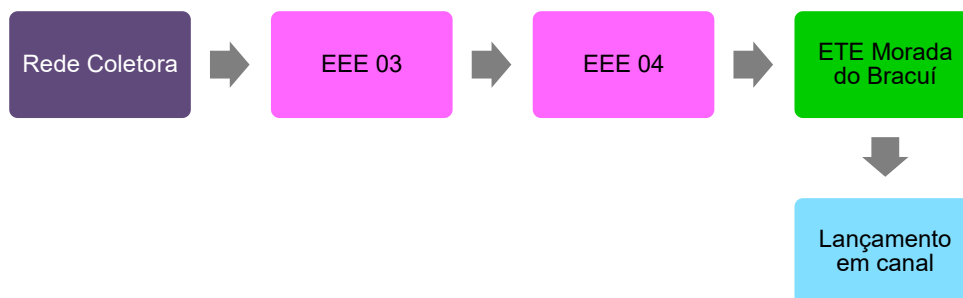 Rede Coletora
EEE 03
EEE 04
ETE Morada
do Bracuí
Lançamento
em canal